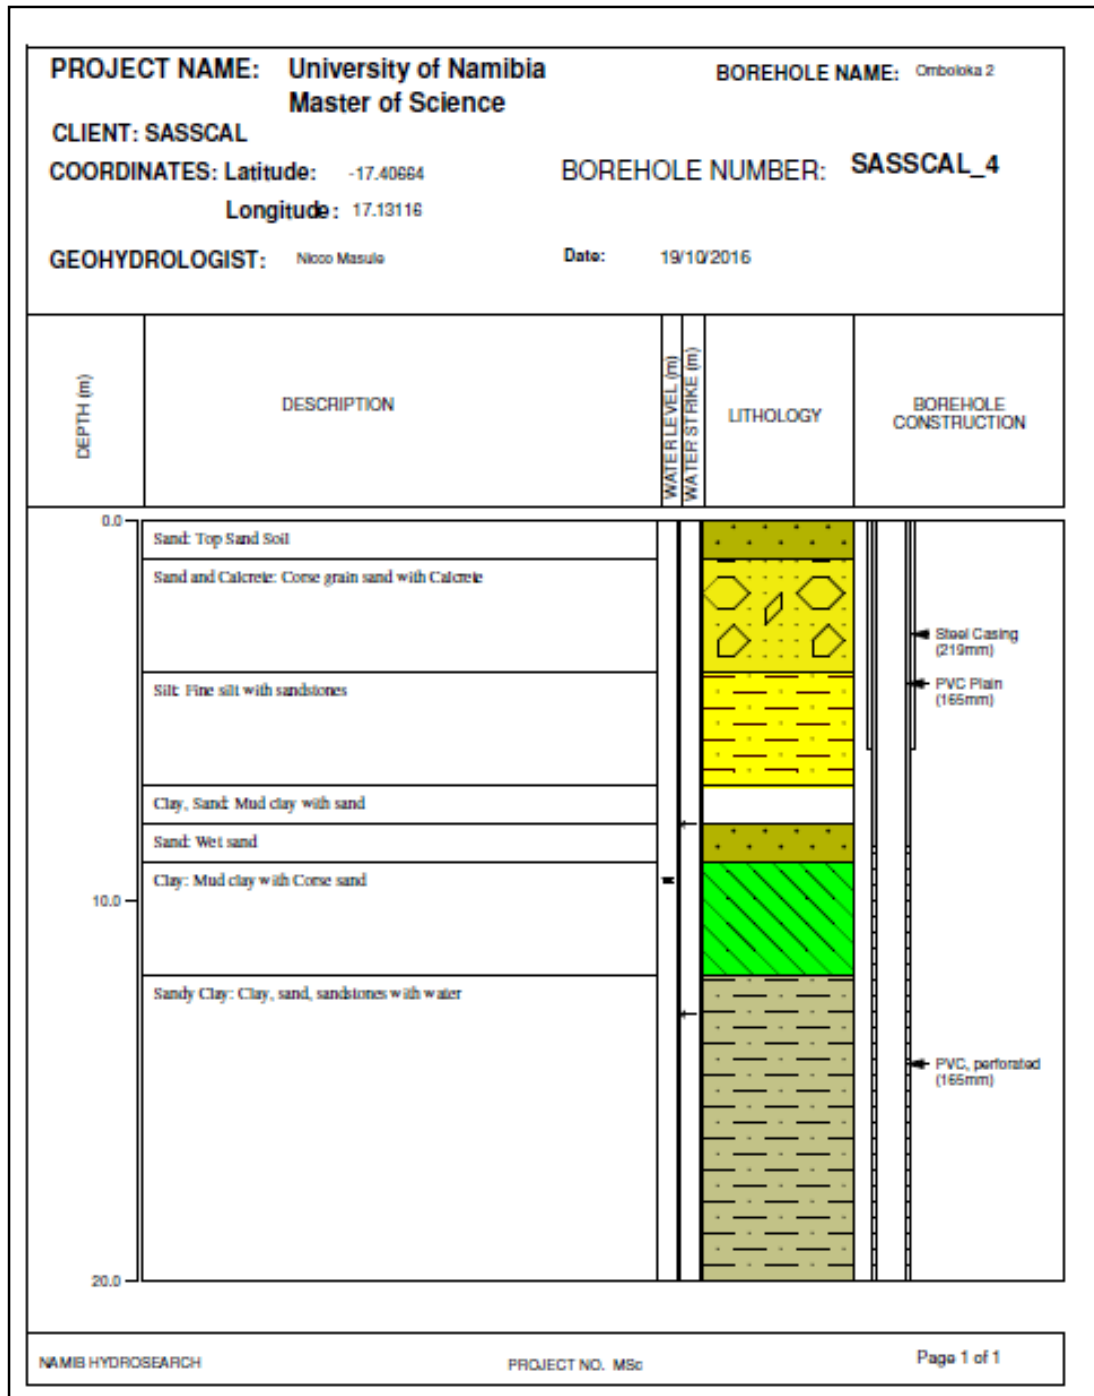 PROJECT NAME: University of Namibia
Master of Science
BOREHOLE NAME: Omboloka 2
CLIENT: SASSCAL
COORDINATES: Latitude: -17.40664
BOREHOLE NUMBER: SASSCAL_4
Longitude: 17.13116
GEOHYDROLOGIST: Nicco Masule
Date: 19/10/2016
DEPTH (m)
DESCRIPTION
WATER LEVEL (m)
WATER STRIKE (m)
LITHOLOGY
BOREHOLE
CONSTRUCTION
0.0
Sand: Top Sand Soil
Sand and Calcrete: Corse grain sand with Calcrete
Steel Casing
(219mm)
Silt: Fine silt with sandstones
PVC Plain
(165mm)
Clay, Sand: Mud clay with sand
Sand: Wet sand
Clay: Mud clay with Corse sand
10.0
Sandy Clay: Clay, sand, sandstones with water
PVC, perforated
(165mm)
20.0
NAMIB HYDROSEARCH
PROJECT NO. MSc
Page 1 of 1